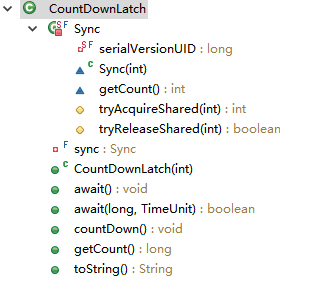 CountDownLatch
Sync
serialVersionUID : long
Sync(int)
getCount() : int
tryAcquireShared(int) : int
tryReleaseShared(int) : boolean
sync : Sync
CountDownLatch(int)
await() : void
await(long, TimeUnit) : boolean
countDown() : void
getCount() : long
toString() : String